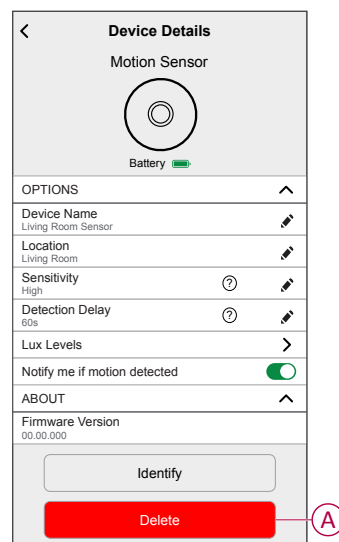 Device Details
Motion Sensor
Battery
OPTIONS
Device Name
Living Room Sensor
Location
Living Room
Sensitivity
?
High
Detection Delay
?
60s
Lux Levels
Notify me if motion detected
ABOUT
Firmware Version
00.00.000
Identify
Delete
A